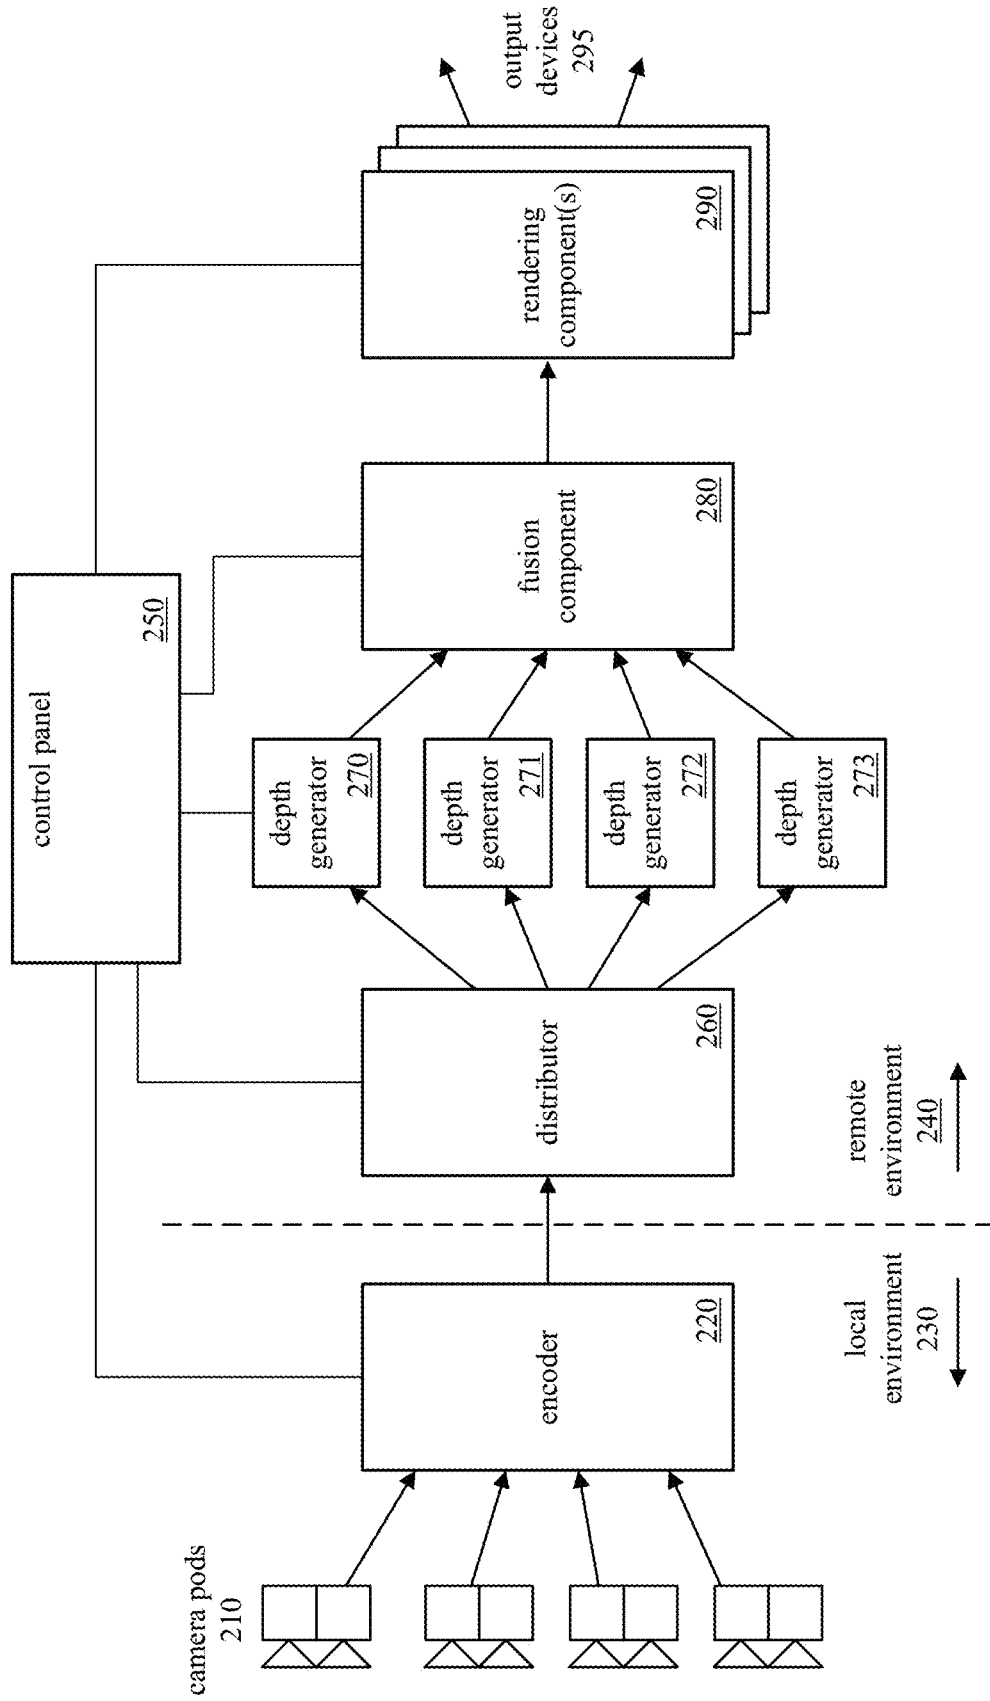 control panel
250
camera pods
210
encoder
220
distributor
260
depth
generator
270
depth
generator
271
depth
generator
272
depth
generator
273
fusion
component
280
rendering
component(s)
290
output
devices
295
local
environment
230
remote
environment
240